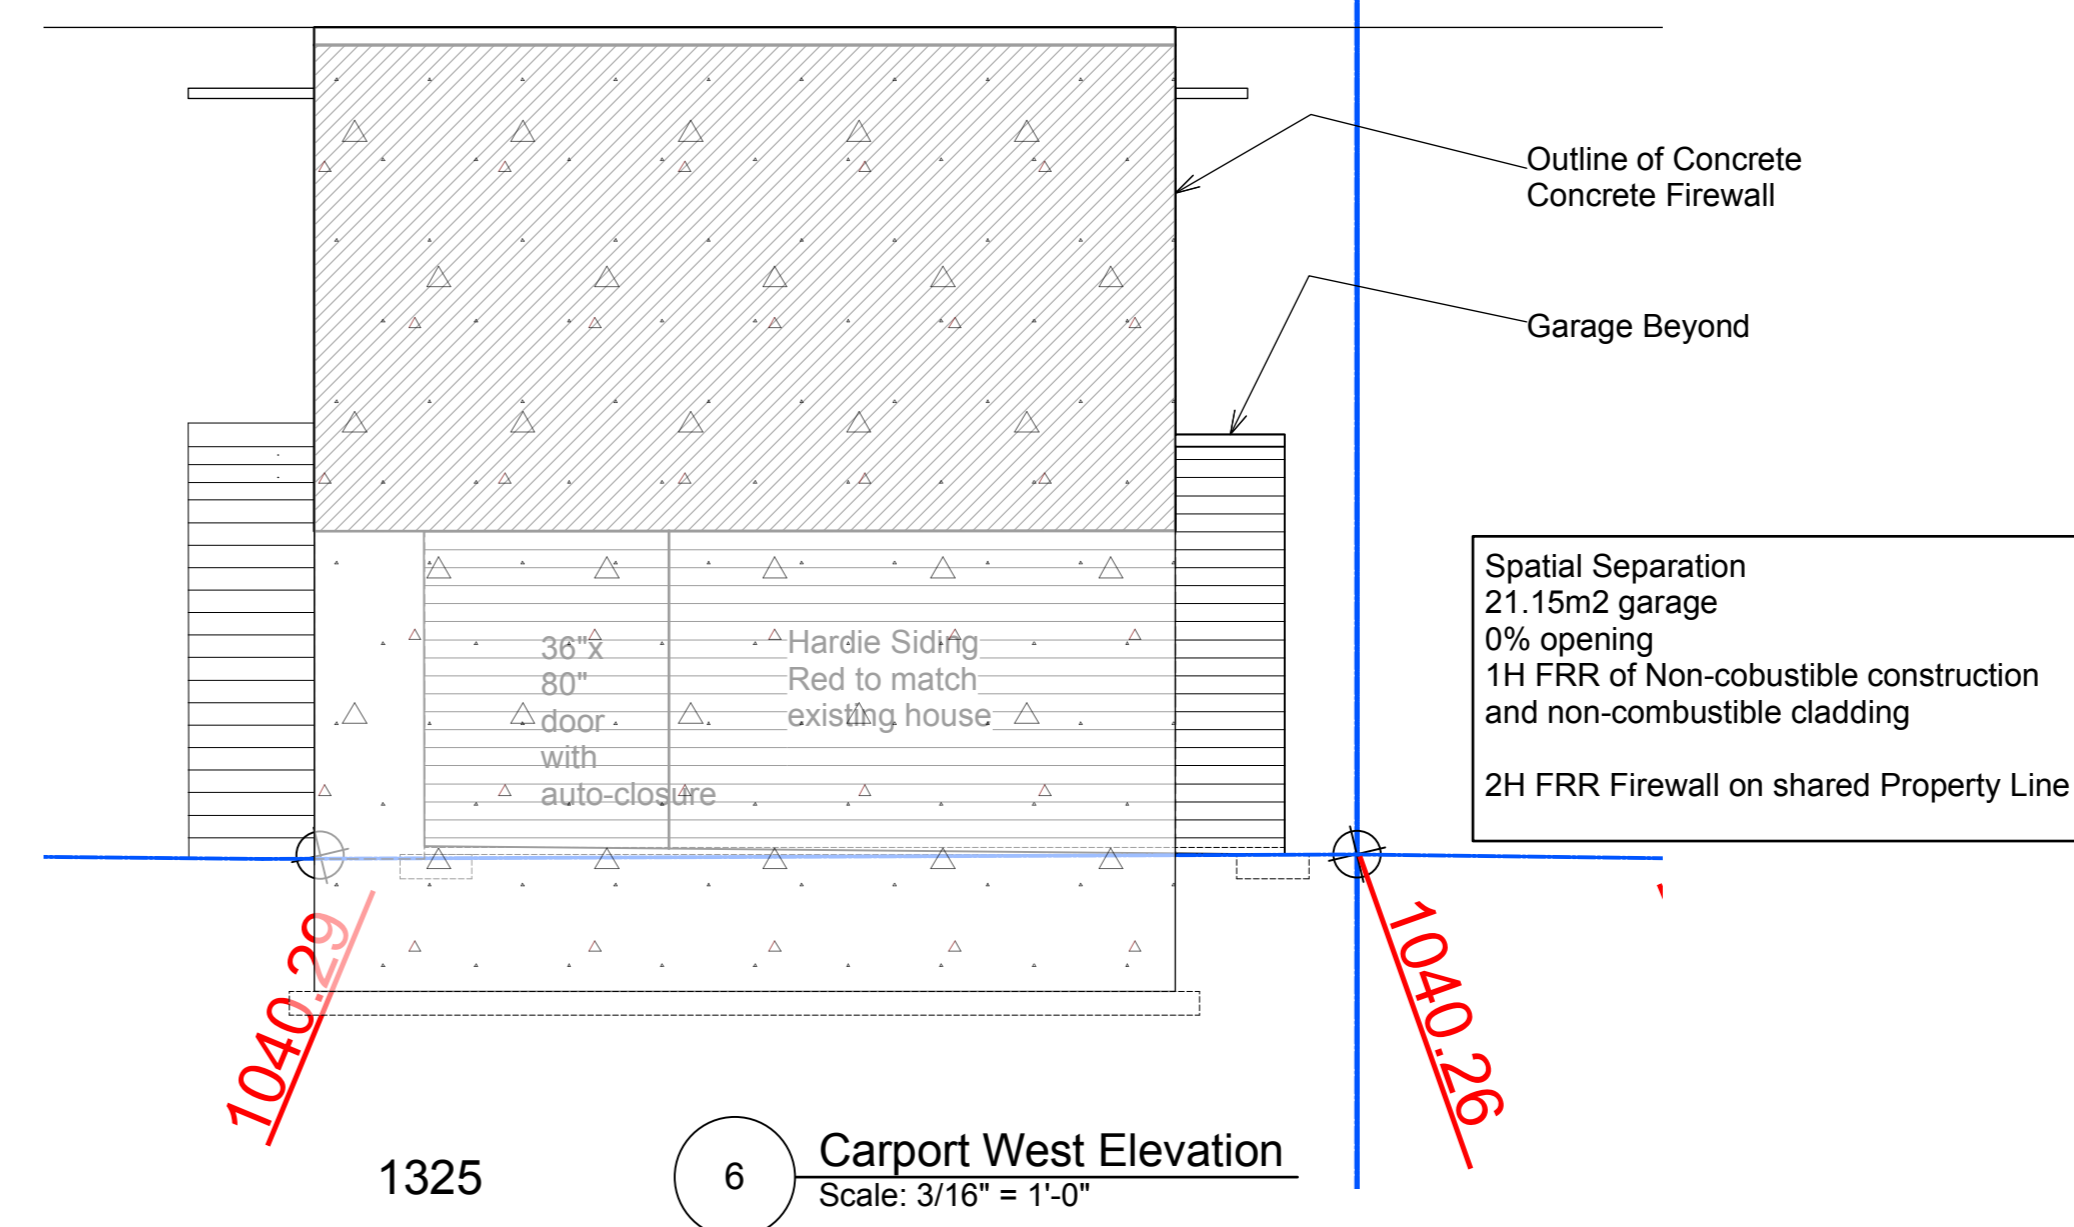 Outline of Concrete
Concrete Firewall
Garage Beyond
Spatial Separation
21.15m2 garage
0% opening
1H FRR of Non-cobustible construction
and non-combustible cladding
2H FRR Firewall on shared Property Line
36"x
80"
door
with
auto-closure
Hardie Siding
Red to match
existing house
1040.29
1040.26
1325
6
Carport West Elevation
Scale: 3/16" = 1'-0"